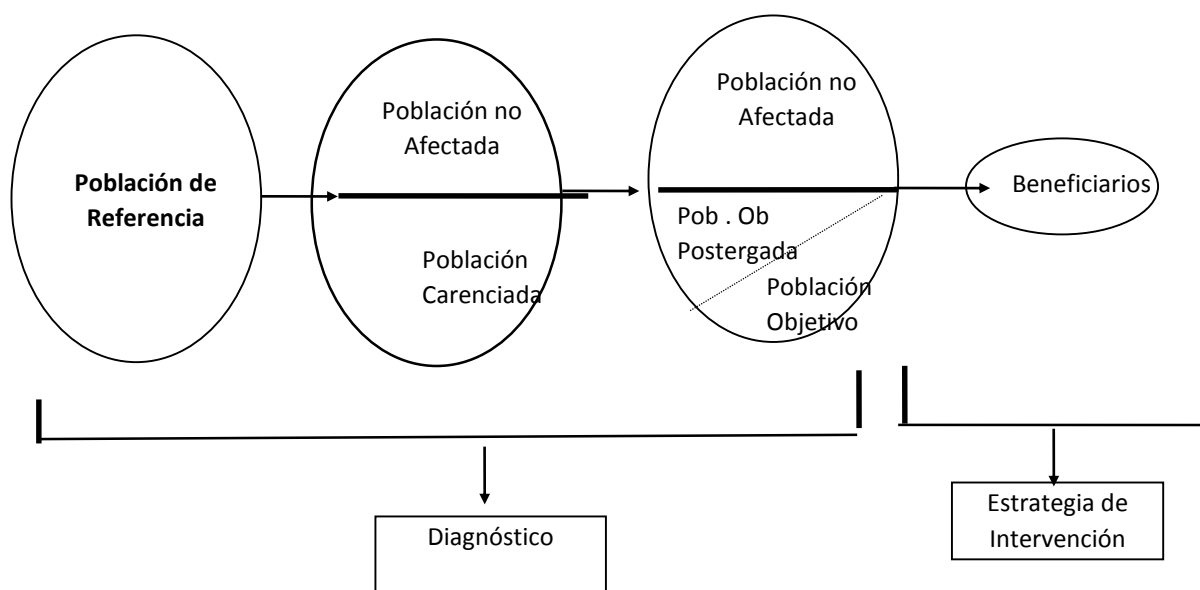 Población de
Referencia
Población no
Afectada
Población
Carenciada
Población no
Afectada
Pob . Ob
Postergada
Población
Objetivo
Beneficiarios
Diagnóstico
Estrategia de
Intervención